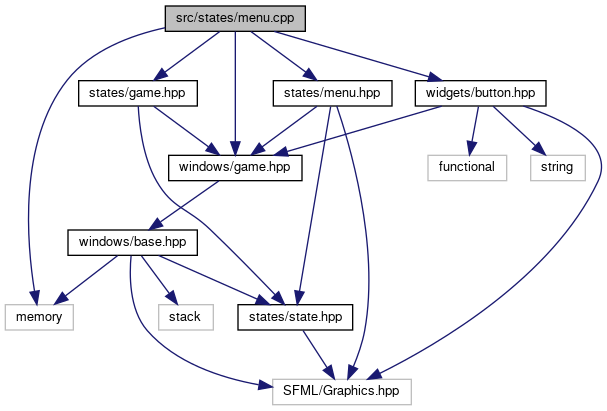 src/states/menu.cpp
states/game.hpp
states/menu.hpp
widgets/button.hpp
windows/game.hpp
functional
string
windows/base.hpp
memory
stack
states/state.hpp
SFML/Graphics.hpp